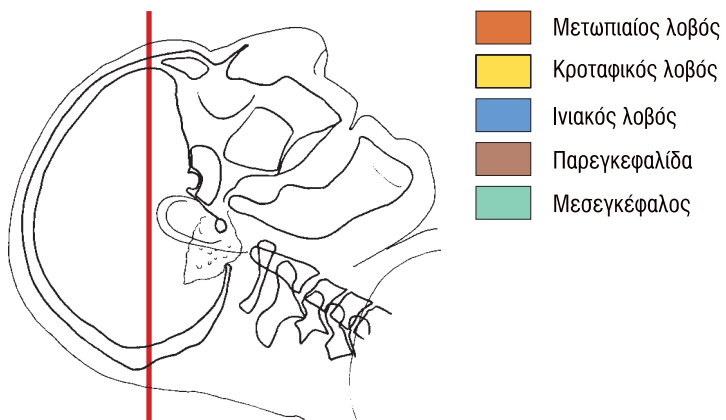 Μετωπιαίος λοβός
Κροταφικός λοβός
Ινιακός λοβός
Παρεγκεφαλίδα
Μεσεγκέφαλος